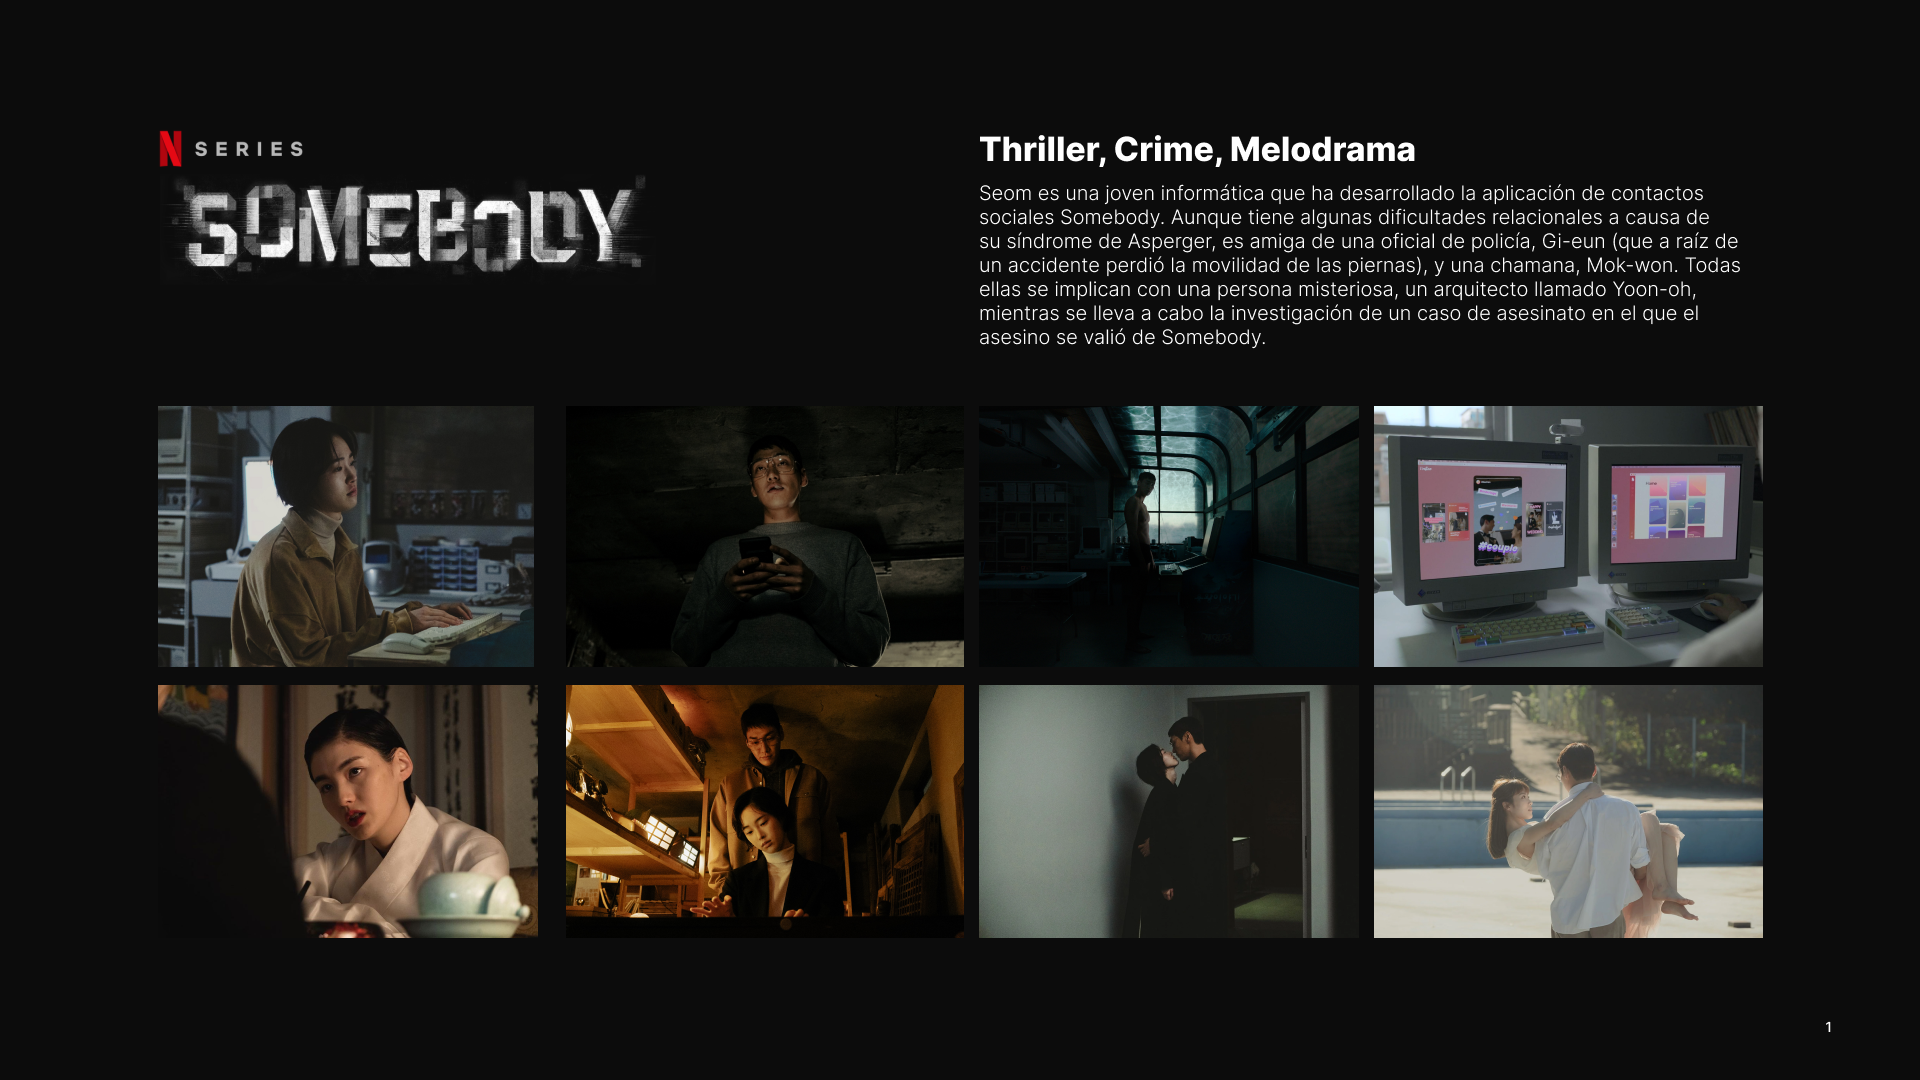 N SERIES
SOMEBODY
Thriller, Crime, Melodrama
Seom es una joven informática que ha desarrollado la aplicación de contactos
sociales Somebody. Aunque tiene algunas dificultades relacionales a causa de
su síndrome de Asperger, es amiga de una oficial de policía, Gi-eun (que a raíz de
un accidente perdió la movilidad de las piernas), y una chamana, Mok-won. Todas
ellas se implican con una persona misteriosa, un arquitecto llamado Yoon-oh,
mientras se lleva a cabo la investigación de un caso de asesinato en el que el
asesino se valió de Somebody.
#couple
1